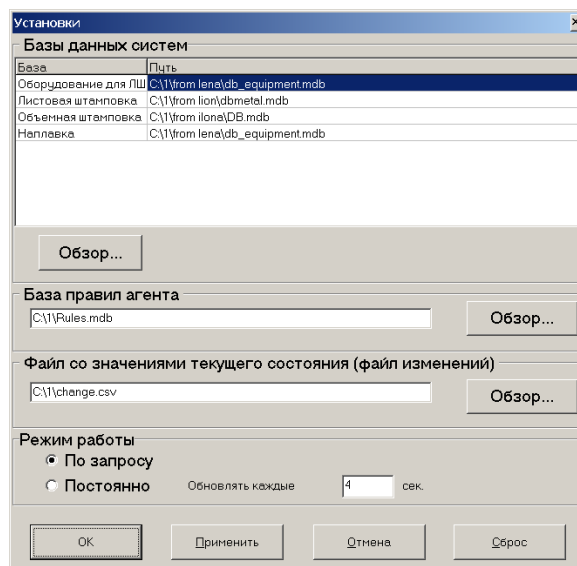 Установки
Базы данных систем
База Путь
Оборудование для ЛШ C:\1\from lena\db_equipment.mdb
Листовая штамповка C:\1\from lion\dbmetal.mdb
Объемная штамповка C:\1\from ilona\DB.mdb
Наплавка C:\1\from lena\db_equipment.mdb
Обзор...
База правил агента
C:\1\Rules.mdb Обзор...
Файл со значениями текущего состояния (файл изменений)
C:\1\change.csv Обзор...
Режим работы
По запросу
Постоянно Обновлять каждые 4 сек.
OK Применить Отмена Сброс